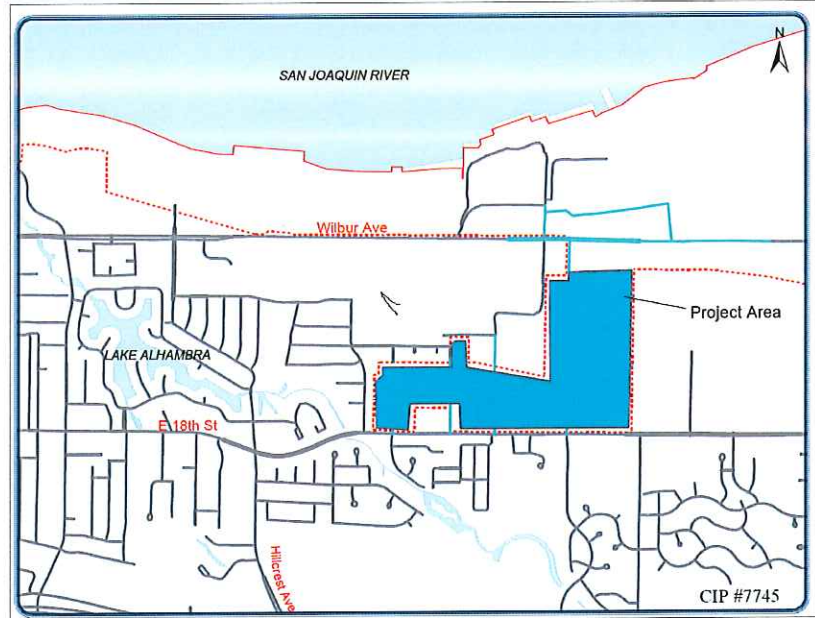 N
SAN JOAQUIN RIVER
Wilbur Ave
Project Area
LAKE ALHAMBRA
E 18th St
Hillcrest Ave
CIP #7745